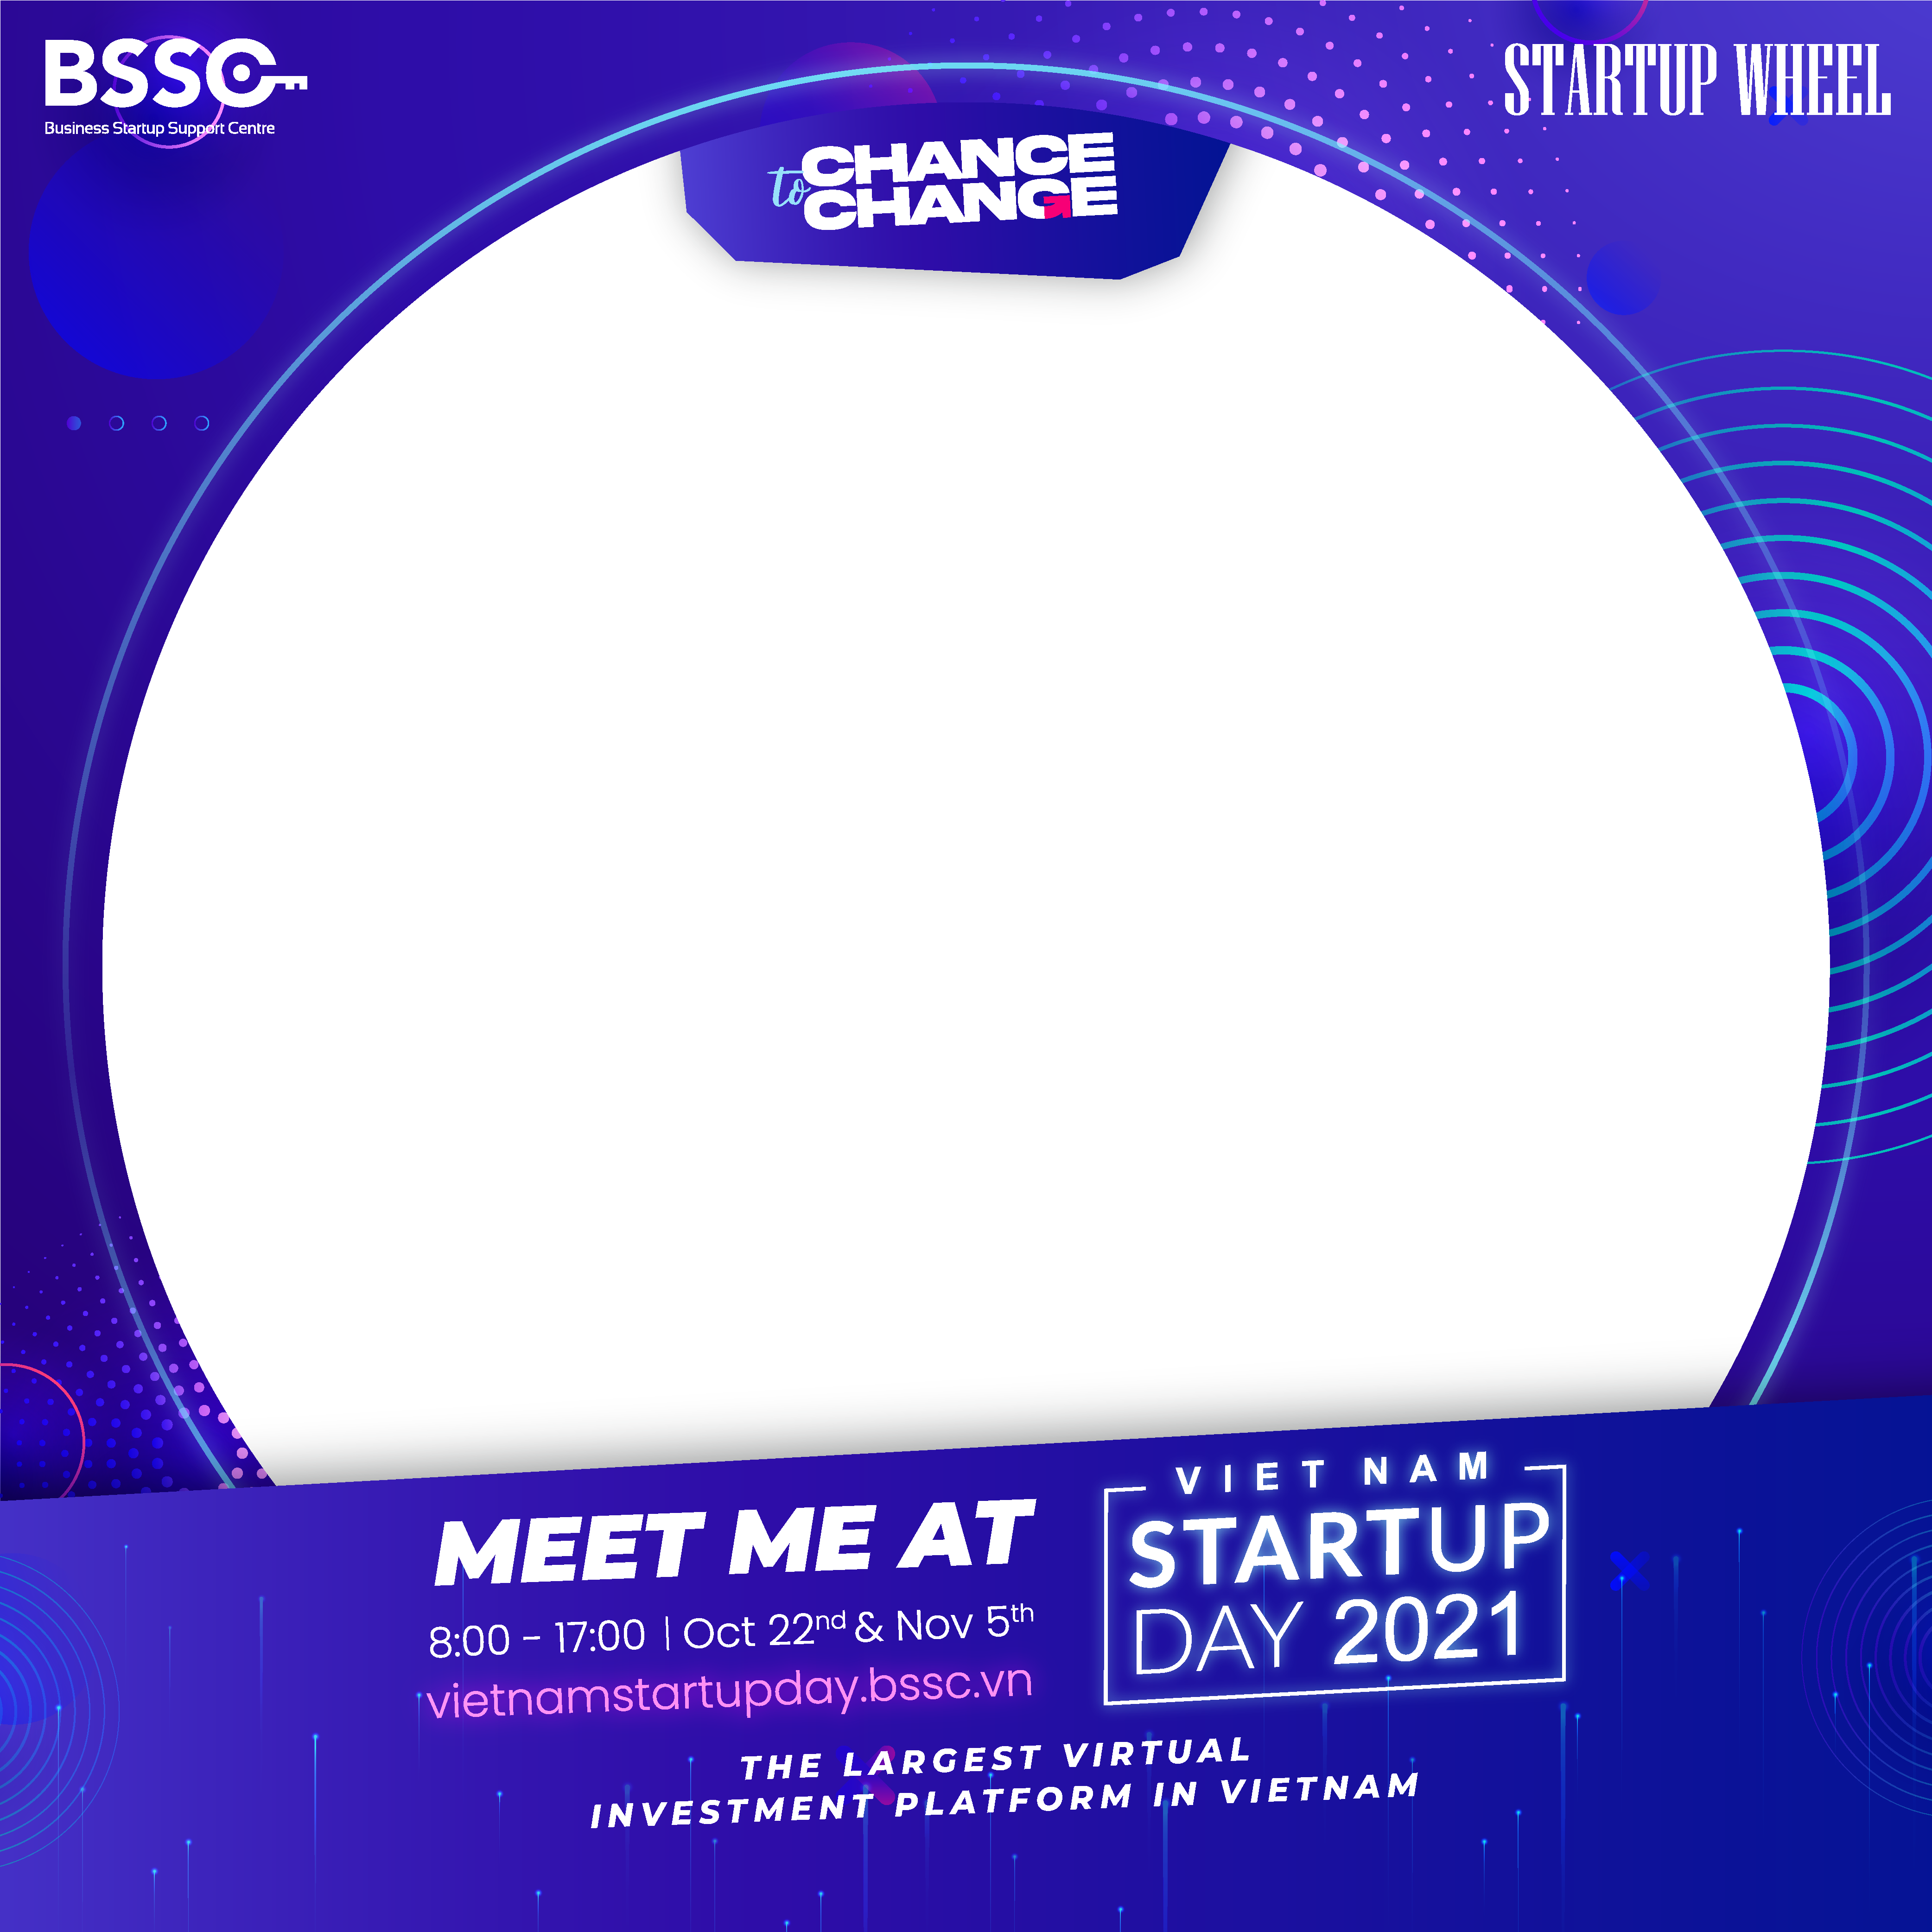 BSSC
Business Startup Support Centre
STARTUP WHEEL
CHANCE
to
CHANGE
MEET ME AT
8:00 - 17:00 | Oct 22nd & Nov 5th
vietnamstartupday.bssc.vn
VIET NAM
STARTUP
DAY 2021
THE LARGEST VIRTUAL
INVESTMENT PLATFORM IN VIETNAM